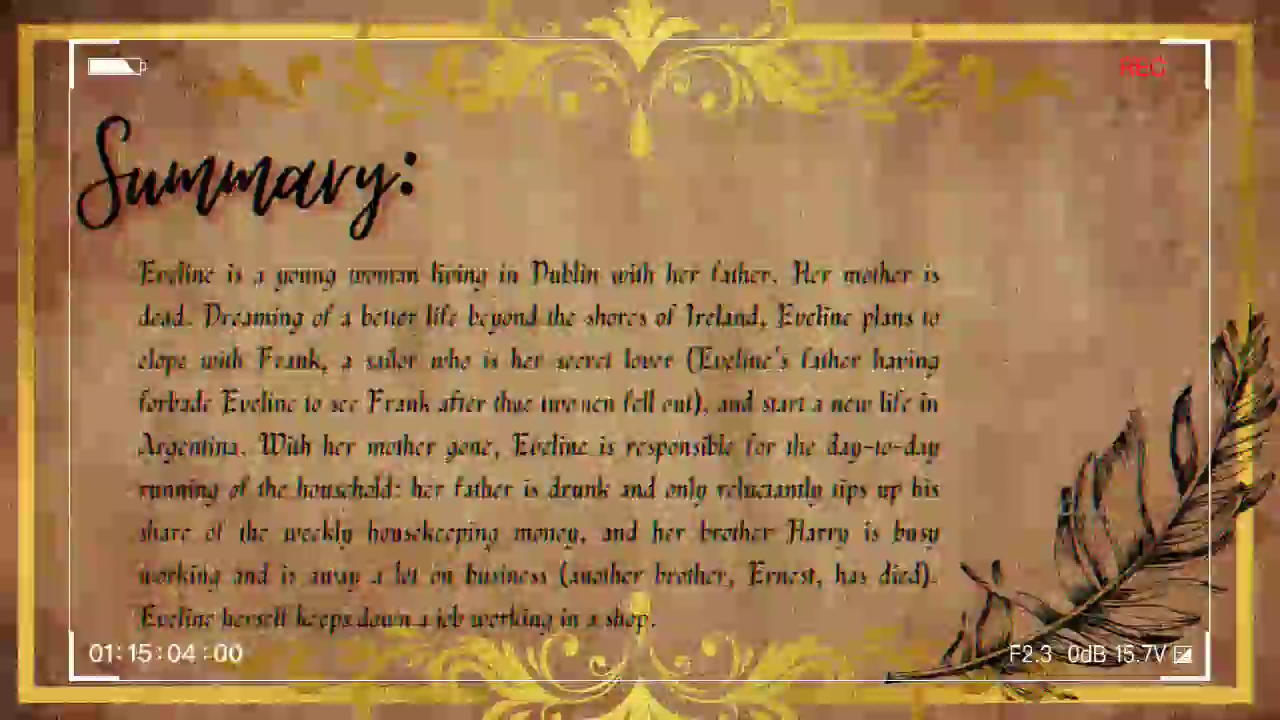 REC
Summary:
Eveline is a young woman living in Dublin with her father. Her mother is
dead. Dreaming of a better life beyond the shores of Ireland, Eveline plans to
elope with Frank, a sailor who is her secret lover (Eveline's father having
forbade Eveline to see Frank after the two men fell out), and start a new life in
Argentina. With her mother gone, Eveline is responsible for the day-to-day
running of the household: her father is drunk and only reluctantly tips up his
share of the weekly housekeeping money, and her brother Harry is busy
working and is away a lot on business (another brother, Ernest, has died).
Eveline herself keeps down a job working in a shop.
01:15:04:00
F2.3 0dB 15.7V